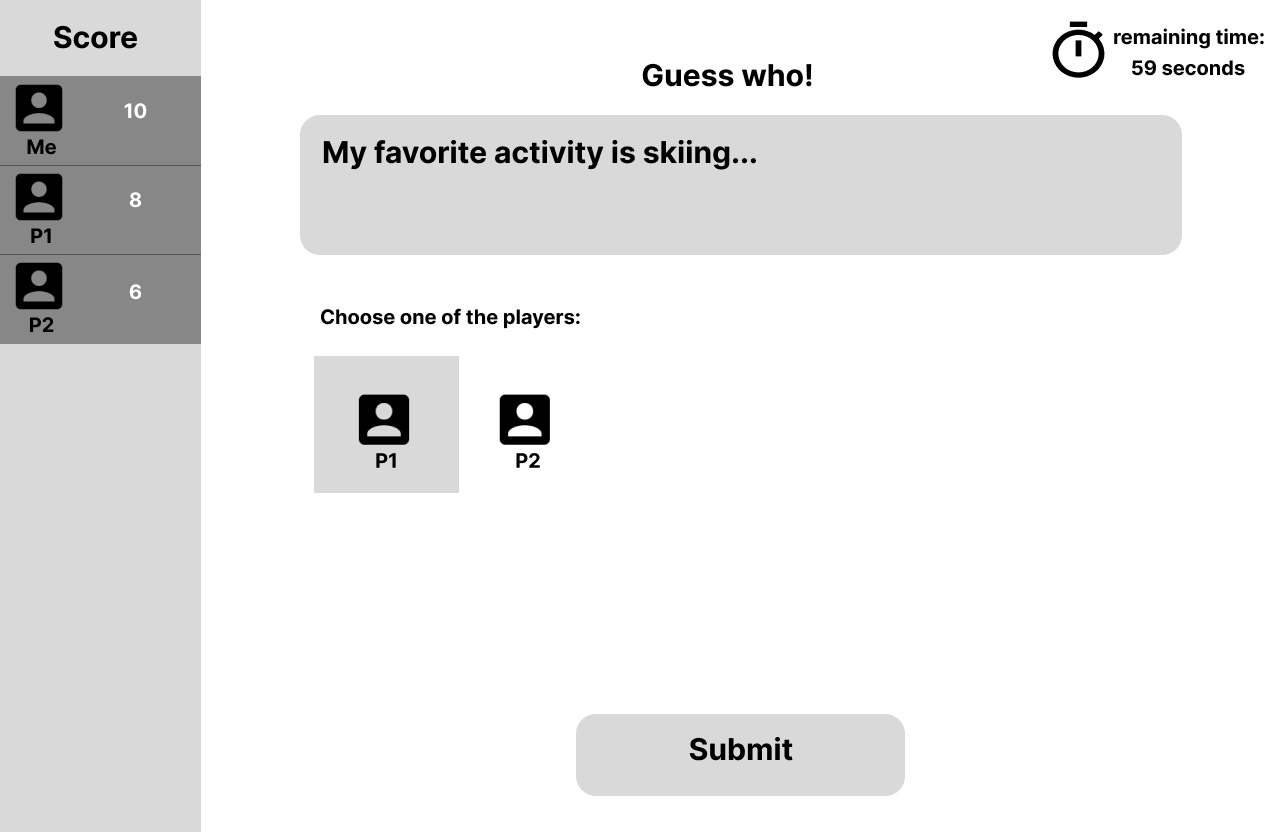 Score
10
Me
8
P1
6
P2
remaining time:
59 seconds
Guess who!
My favorite activity is skiing...
Choose one of the players:
P1
P2
Submit